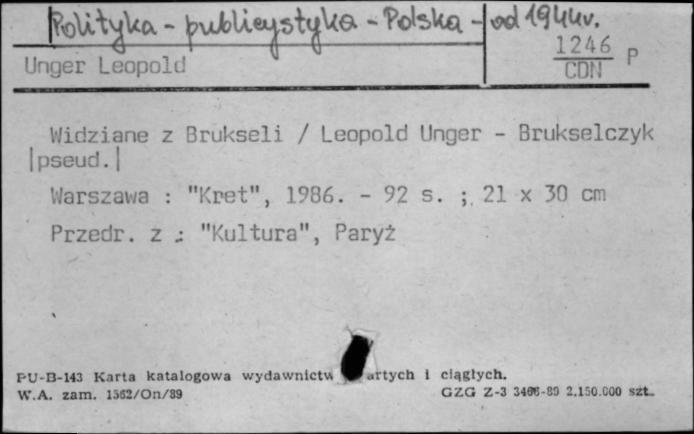 Polityka - publicystyka - Polska - od 1944r.
Unger Leopold
1246 P
CDN
Widziane z Brukseli / Leopold Unger - Brukselczyk
|pseud.|
Warszawa : "Kret", 1986. - 92 s. ; 21 x 30 cm
Przedr. z : "Kultura", Paryż
PU-B-143 Karta katalogowa wydawnictw artych i ciągłych.
W.A. zam. 1562/On/89 GZG Z-3 3466-89 2.150.000 szt.